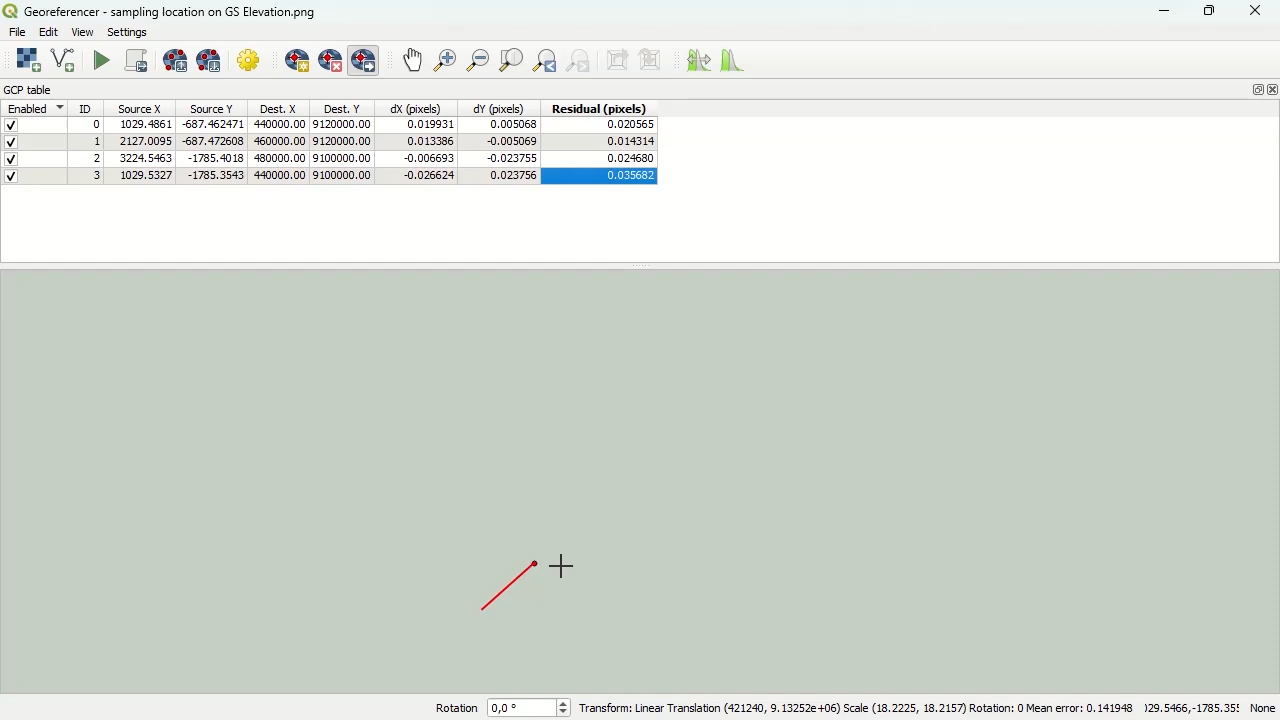 Georeferencer - sampling location on GS Elevation.png
File Edit View Settings
GCP table
Enabled ID Source X Source Y Dest. X Dest. Y dX (pixels) dY (pixels) Residual (pixels)
0 1029.4861 -687.462471 440000.00 9120000.00 0.019931 0.005068 0.020565
1 2127.0095 -687.472608 460000.00 9120000.00 0.013386 -0.005069 0.014314
2 3224.5463 -1785.4018 480000.00 9100000.00 -0.006693 -0.023755 0.024680
3 1029.5327 -1785.3543 440000.00 9100000.00 -0.026624 0.023756 0.035682
Rotation 0,0 ° Transform: Linear Translation (421240, 9.13252e+06) Scale (18.2225, 18.2157) Rotation: 0 Mean error: 0.141948 029.5466,-1785.355 None